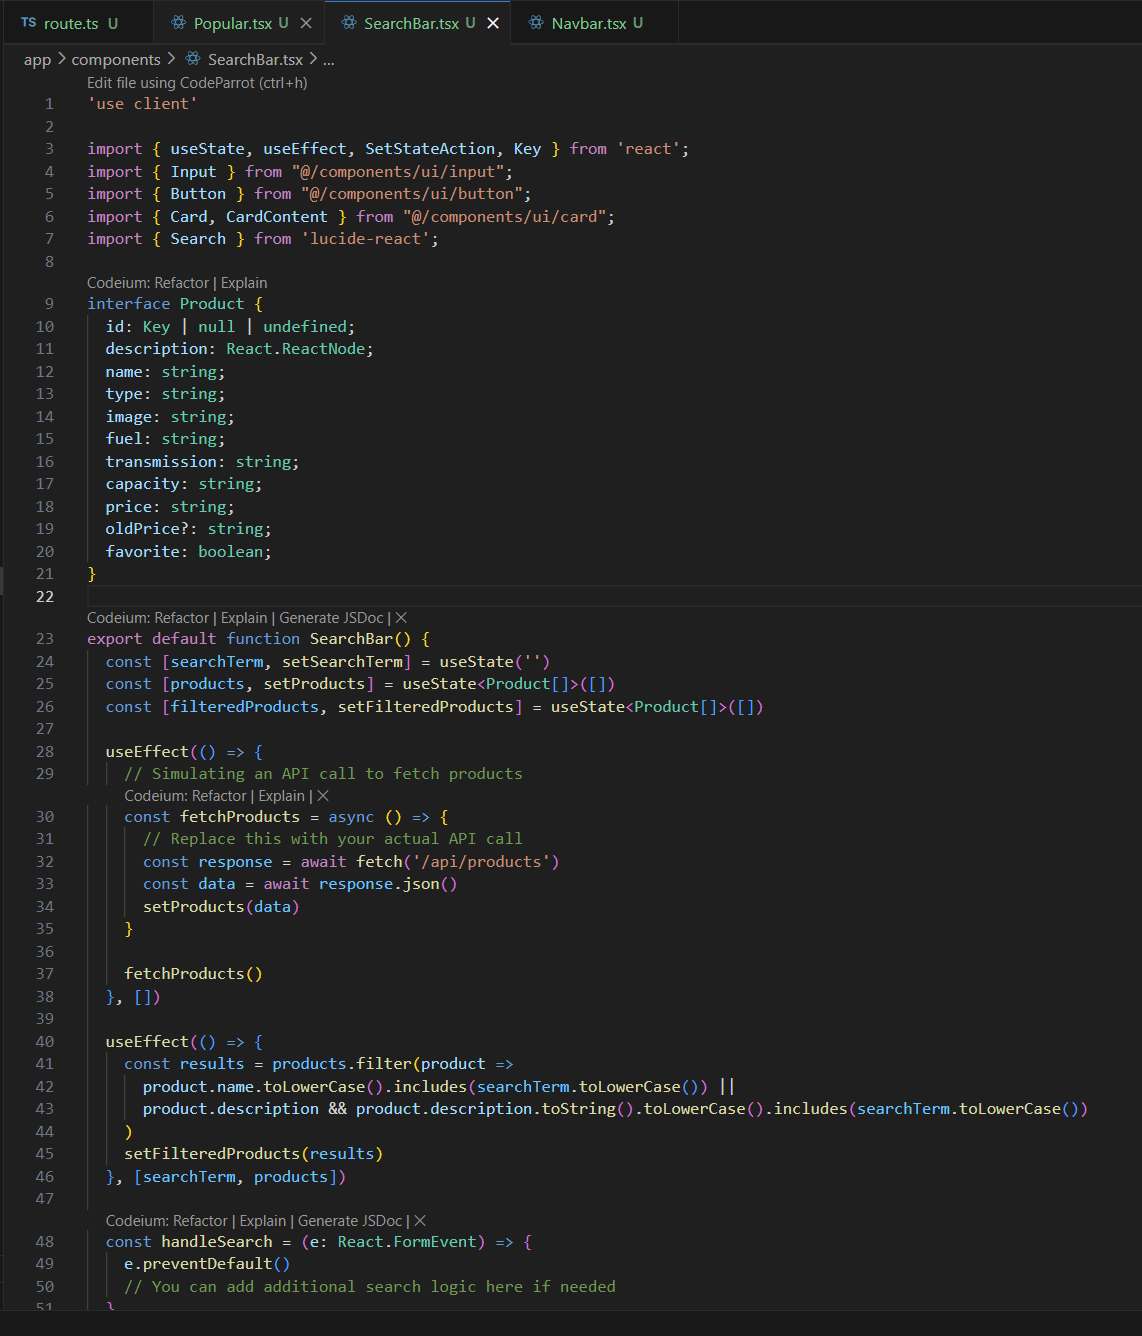 TS route.ts U Popular.tsx U SearchBar.tsx U Navbar.tsx U
app > components > SearchBar.tsx > ...
Edit file using CodeParrot (ctrl+h)
1 'use client'
2
3 import { useState, useEffect, SetStateAction, Key } from 'react';
4 import { Input } from "@/components/ui/input";
5 import { Button } from "@/components/ui/button";
6 import { Card, CardContent } from "@/components/ui/card";
7 import { Search } from 'lucide-react';
8
Codeium: Refactor | Explain
9 interface Product {
10 id: Key | null | undefined;
11 description: React.ReactNode;
12 name: string;
13 type: string;
14 image: string;
15 fuel: string;
16 transmission: string;
17 capacity: string;
18 price: string;
19 oldPrice?: string;
20 favorite: boolean;
21 }
22
Codeium: Refactor | Explain | Generate JSDoc | ×
23 export default function SearchBar() {
24 const [searchTerm, setSearchTerm] = useState('')
25 const [products, setProducts] = useState<Product[]>([])
26 const [filteredProducts, setFilteredProducts] = useState<Product[]>([])
27
28 useEffect(() => {
29 // Simulating an API call to fetch products
Codeium: Refactor | Explain | ×
30 const fetchProducts = async () => {
31 // Replace this with your actual API call
32 const response = await fetch('/api/products')
33 const data = await response.json()
34 setProducts(data)
35 }
36
37 fetchProducts()
38 }, [])
39
40 useEffect(() => {
41 const results = products.filter(product =>
42 product.name.toLowerCase().includes(searchTerm.toLowerCase()) ||
43 product.description && product.description.toString().toLowerCase().includes(searchTerm.toLowerCase())
44 )
45 setFilteredProducts(results)
46 }, [searchTerm, products])
47
Codeium: Refactor | Explain | Generate JSDoc | ×
48 const handleSearch = (e: React.FormEvent) => {
49 e.preventDefault()
50 // You can add additional search logic here if needed
51 }